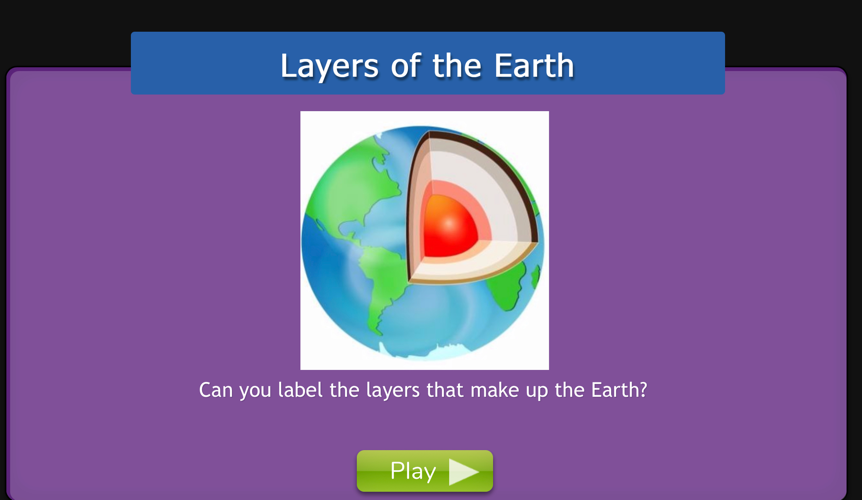 Layers of the Earth
Can you label the layers that make up the Earth?
Play